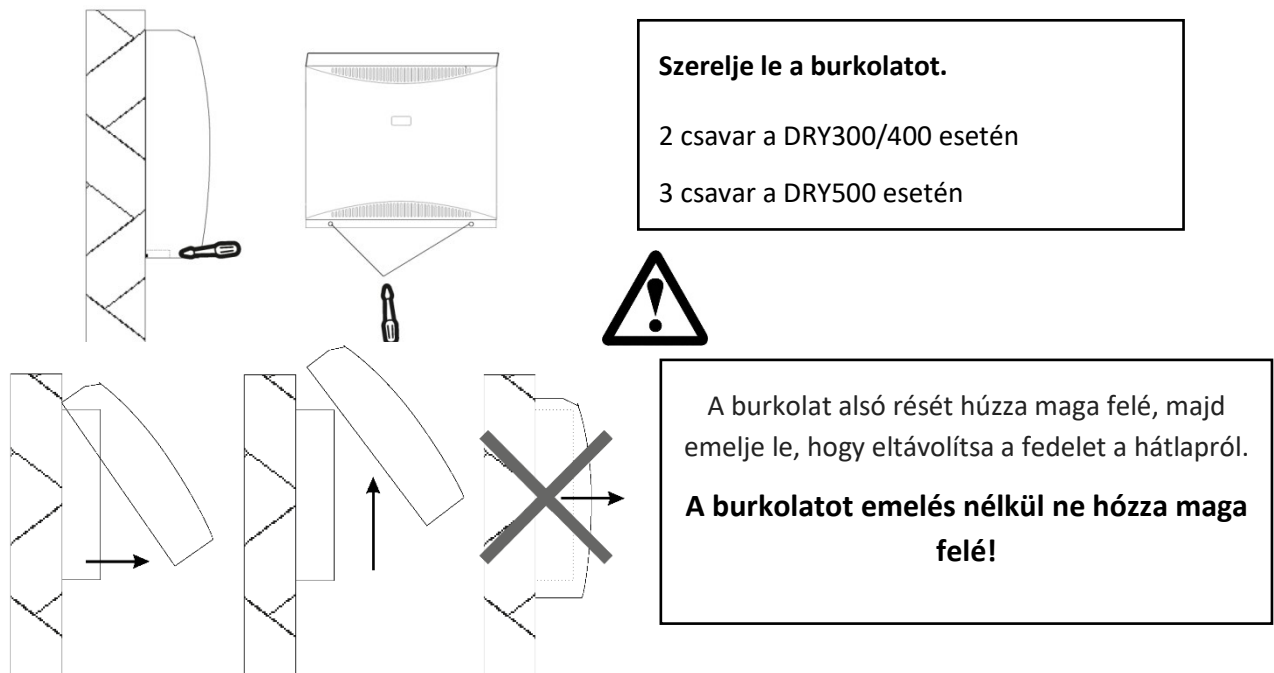 Szerelje le a burkolatot.
2 csavar a DRY300/400 esetén
3 csavar a DRY500 esetén
A burkolat alsó rését húzza maga felé, majd
emelje le, hogy eltávolítsa a fedelet a hátlapról.
A burkolatot emelés nélkül ne hózza maga
felé!